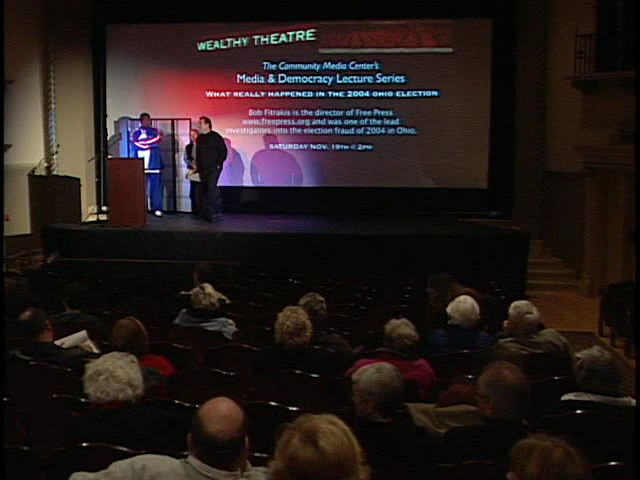 WEALTHY THEATRE
The Community Media Center's
Media & Democracy Lecture Series
WHAT REALLY HAPPENED IN THE 2004 OHIO ELECTION
Bob Fitrakis is the director of Free Press
www.freepress.org and was one of the lead
investigators into the election fraud of 2004 in Ohio.
SATURDAY NOV. 19TH @ 2PM